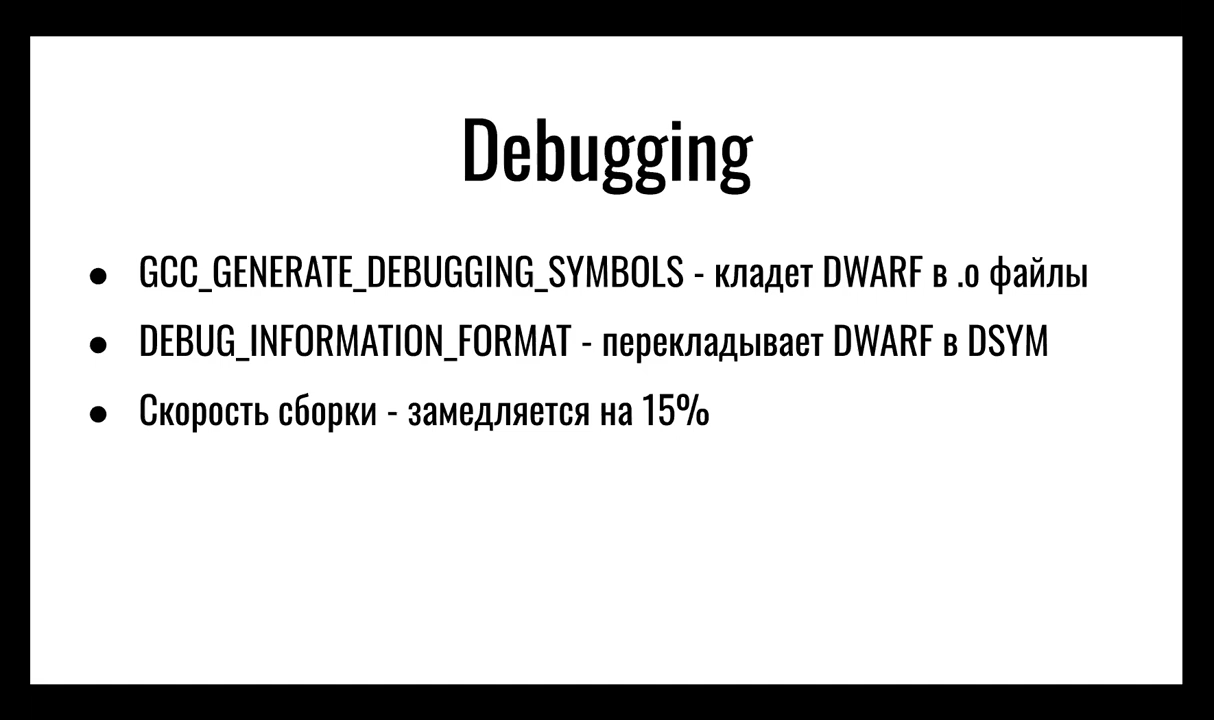 Debugging
● GCC_GENERATE_DEBUGGING_SYMBOLS - кладет DWARF в .o файлы
● DEBUG_INFORMATION_FORMAT - перекладывает DWARF в DSYM
● Скорость сборки - замедляется на 15%